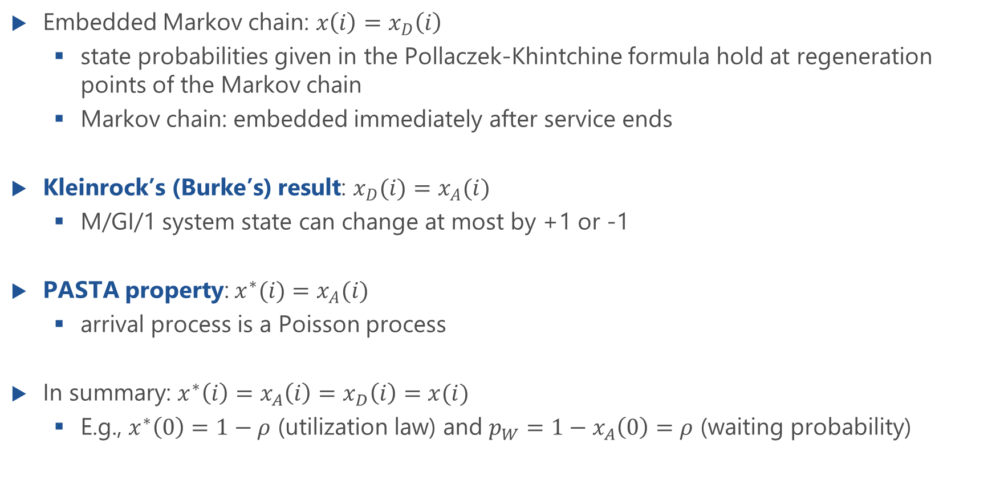 ▶ Embedded Markov chain: 𝑥(𝑖) = 𝑥_D(𝑖)
▪ state probabilities given in the Pollaczek-Khintchine formula hold at regeneration
points of the Markov chain
▪ Markov chain: embedded immediately after service ends
▶ Kleinrock’s (Burke’s) result: 𝑥_D(𝑖) = 𝑥_A(𝑖)
▪ M/GI/1 system state can change at most by +1 or -1
▶ PASTA property: 𝑥*(𝑖) = 𝑥_A(𝑖)
▪ arrival process is a Poisson process
▶ In summary: 𝑥*(𝑖) = 𝑥_A(𝑖) = 𝑥_D(𝑖) = 𝑥(𝑖)
▪ E.g., 𝑥*(0) = 1 − 𝜌 (utilization law) and 𝑝_W = 1 − 𝑥_A(0) = 𝜌 (waiting probability)